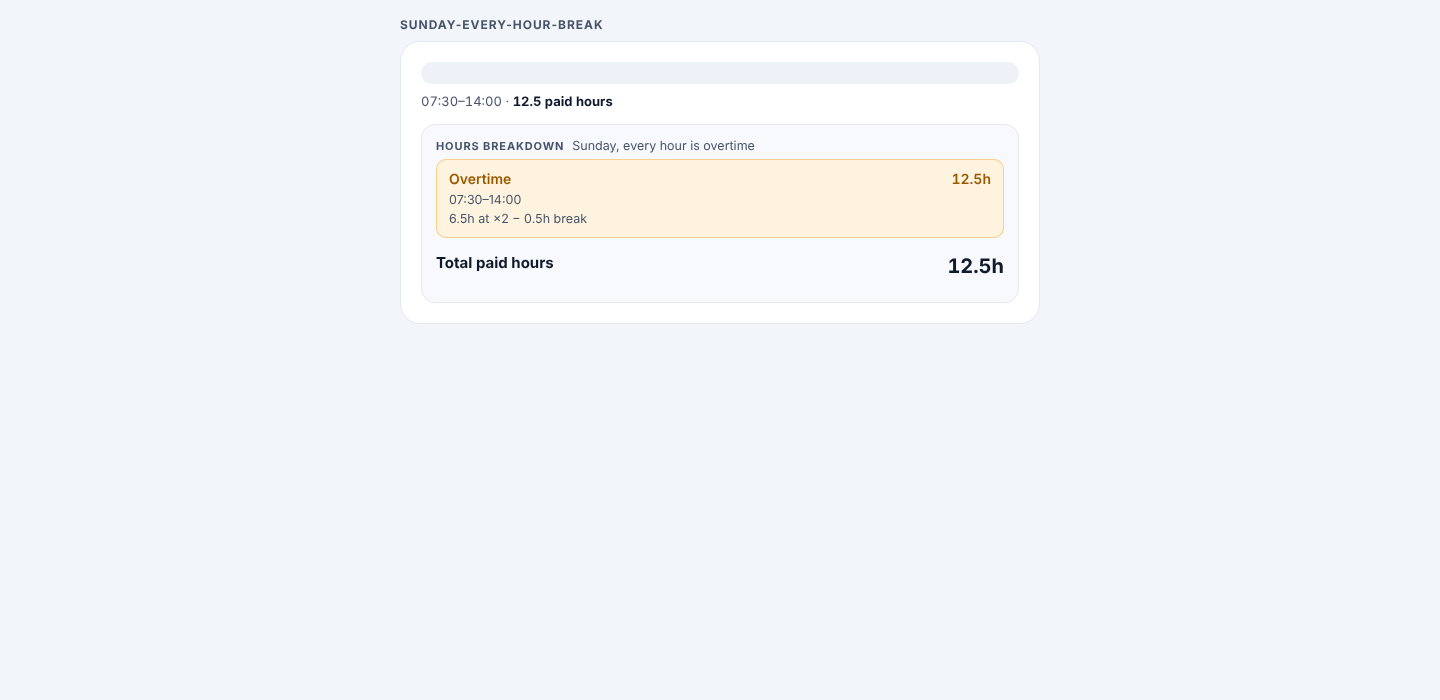 SUNDAY-EVERY-HOUR-BREAK
07:30–14:00 · 12.5 paid hours
HOURS BREAKDOWN Sunday, every hour is overtime
Overtime 12.5h
07:30–14:00
6.5h at ×2 − 0.5h break
Total paid hours 12.5h